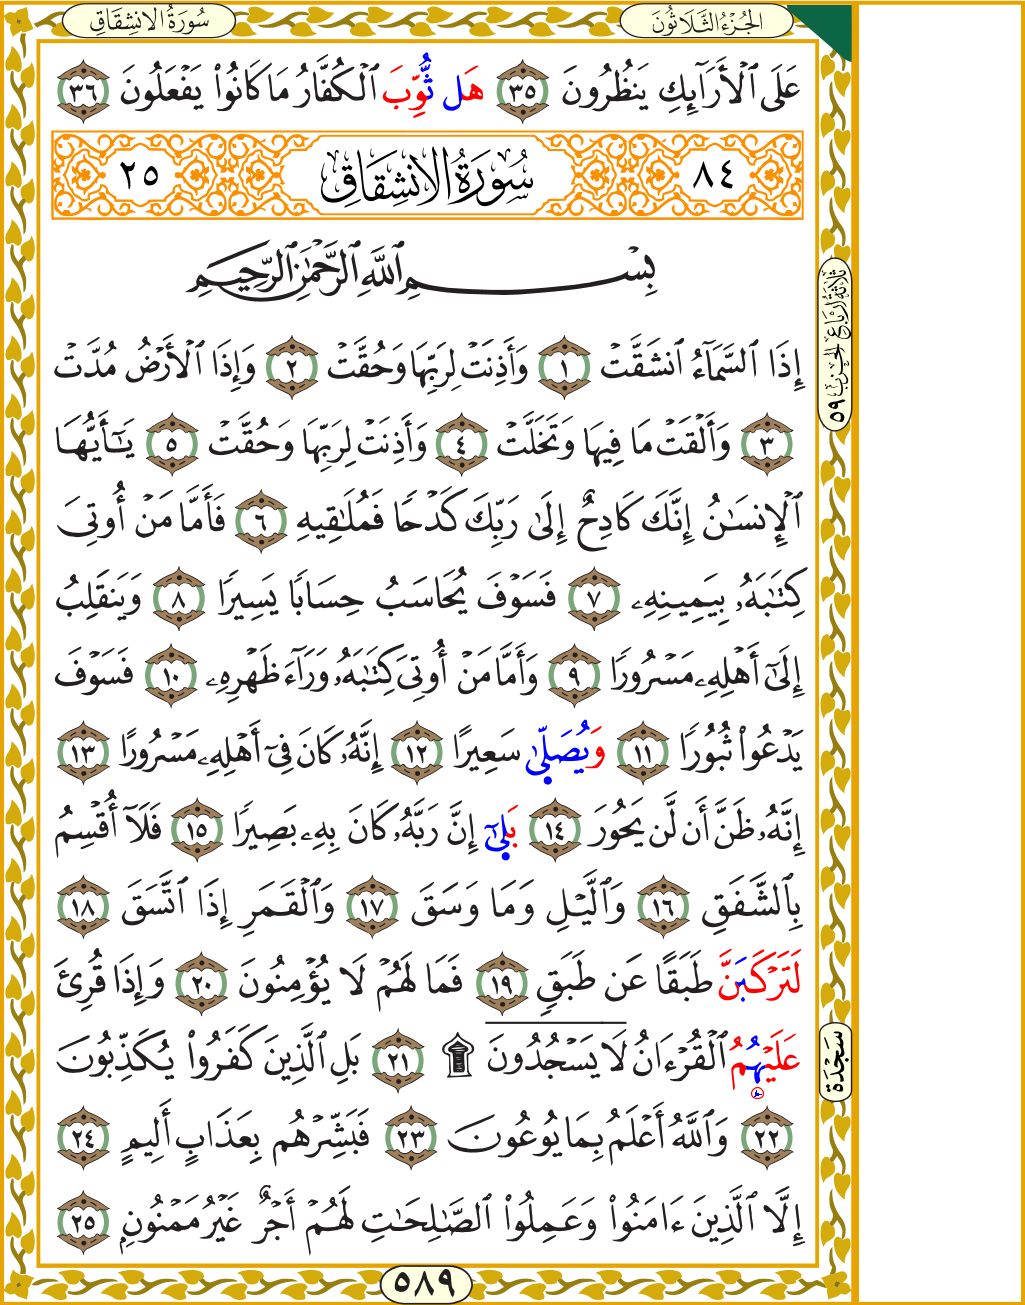 سُورَةُ الانشِقَاقِ
الجُزْءُ الثَّلَاثُونَ
عَلَى ٱلْأَرَآئِكِ يَنظُرُونَ ٣٥ هَل ثُّوِّبَ ٱلْكُفَّارُ مَا كَانُوا۟ يَفْعَلُونَ ٣٦
٨٤ سُورَةُ الانشِقَاقِ ٢٥
بِسْمِ ٱللَّهِ ٱلرَّحْمَٰنِ ٱلرَّحِيمِ
إِذَا ٱلسَّمَآءُ ٱنشَقَّتْ ١ وَأَذِنَتْ لِرَبِّهَا وَحُقَّتْ ٢ وَإِذَا ٱلْأَرْضُ مُدَّتْ
٣ وَأَلْقَتْ مَا فِيهَا وَتَخَلَّتْ ٤ وَأَذِنَتْ لِرَبِّهَا وَحُقَّتْ ٥ يَٰٓأَيُّهَا
ٱلْإِنسَٰنُ إِنَّكَ كَادِحٌ إِلَىٰ رَبِّكَ كَدْحًا فَمُلَٰقِيهِ ٦ فَأَمَّا مَنْ أُوتِىَ
كِتَٰبَهُۥ بِيَمِينِهِۦ ٧ فَسَوْفَ يُحَاسَبُ حِسَابًا يَسِيرًا ٨ وَيَنقَلِبُ
إِلَىٰٓ أَهْلِهِۦ مَسْرُورًا ٩ وَأَمَّا مَنْ أُوتِىَ كِتَٰبَهُۥ وَرَآءَ ظَهْرِهِۦ ١٠ فَسَوْفَ
يَدْعُوا۟ ثُبُورًا ١١ وَيُصَلَّىٰ سَعِيرًا ١٢ إِنَّهُۥ كَانَ فِىٓ أَهْلِهِۦ مَسْرُورًا ١٣
إِنَّهُۥ ظَنَّ أَن لَّن يَحُورَ ١٤ بَلَىٰٓ إِنَّ رَبَّهُۥ كَانَ بِهِۦ بَصِيرًا ١٥ فَلَآ أُقْسِمُ
بِٱلشَّفَقِ ١٦ وَٱلَّيْلِ وَمَا وَسَقَ ١٧ وَٱلْقَمَرِ إِذَا ٱتَّسَقَ ١٨
لَتَرْكَبَنَّ طَبَقًا عَن طَبَقٍ ١٩ فَمَا لَهُمْ لَا يُؤْمِنُونَ ٢٠ وَإِذَا قُرِئَ
عَلَيْهُمُ ٱلْقُرْءَانُ لَا يَسْجُدُونَ ۩ ٢١ بَلِ ٱلَّذِينَ كَفَرُوا۟ يُكَذِّبُونَ
٢٢ وَٱللَّهُ أَعْلَمُ بِمَا يُوعُونَ ٢٣ فَبَشِّرْهُم بِعَذَابٍ أَلِيمٍ ٢٤
إِلَّا ٱلَّذِينَ ءَامَنُوا۟ وَعَمِلُوا۟ ٱلصَّٰلِحَٰتِ لَهُمْ أَجْرٌ غَيْرُ مَمْنُونٍۭ ٢٥
ثلاثة أرباع الحزب ٥٩
سَجْدَة
٥٨٩